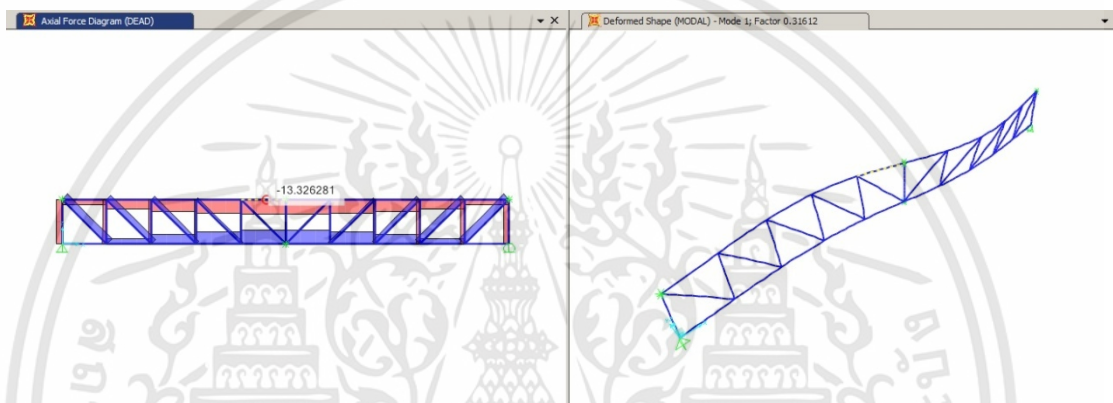 Axial Force Diagram (DEAD)
Deformed Shape (MODAL) - Mode 1; Factor 0.31612
-13.326281